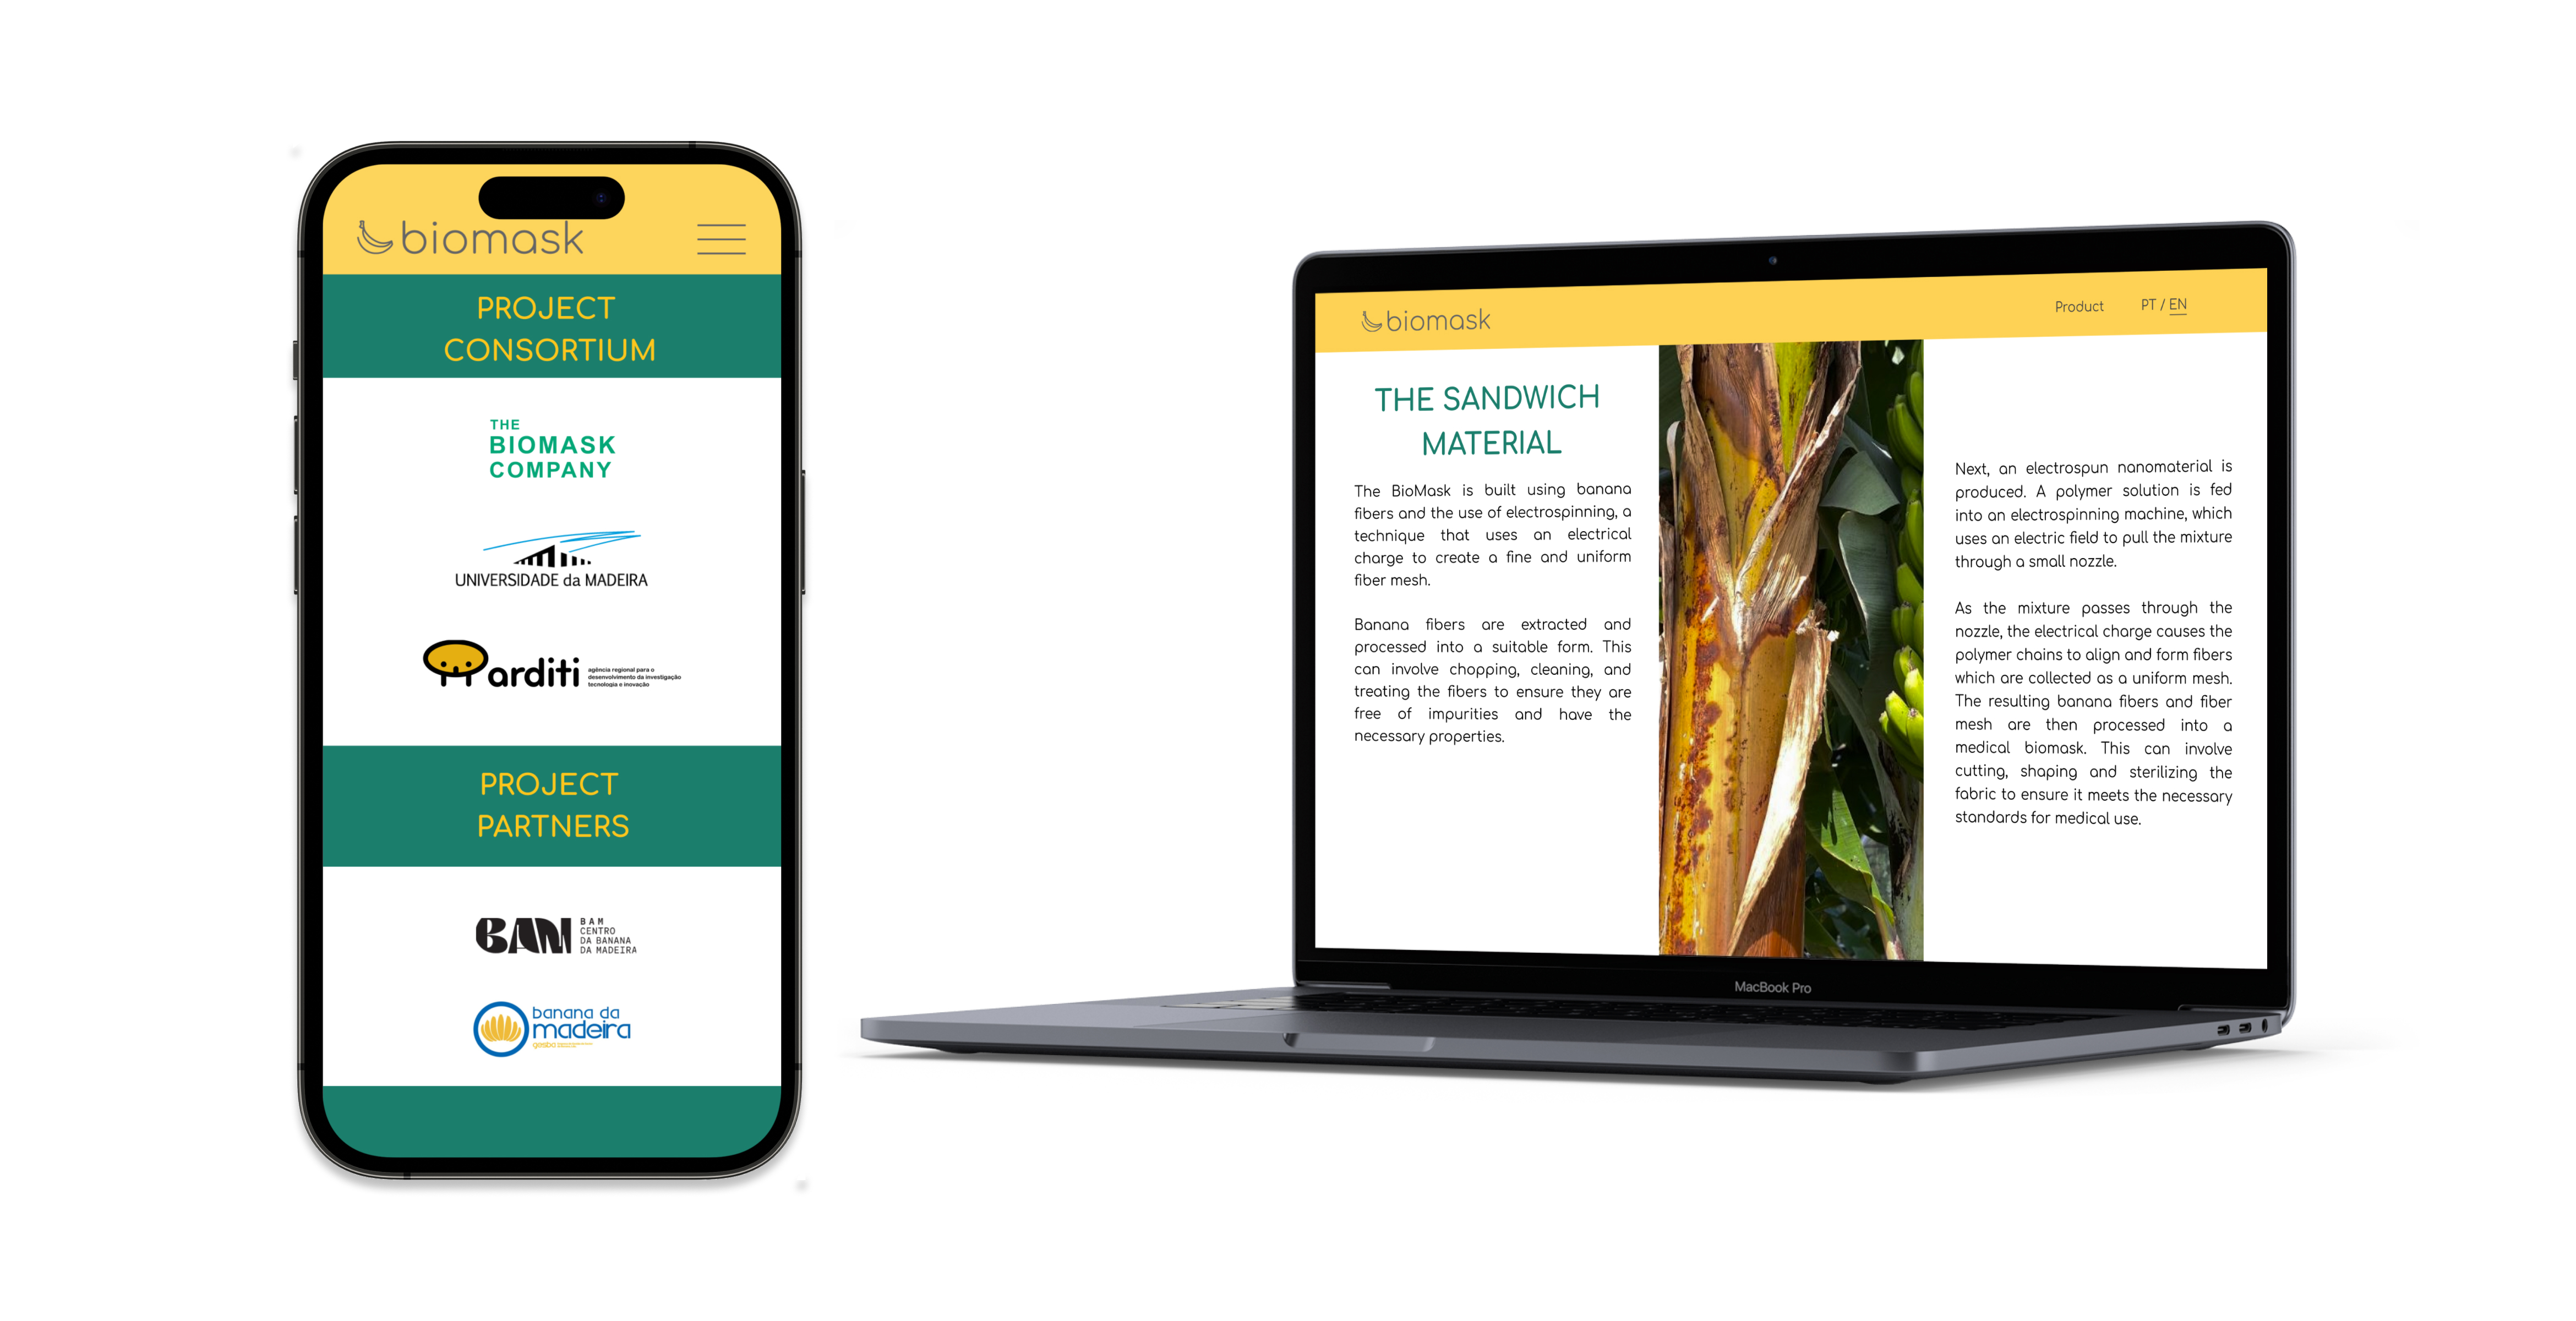 biomask
PROJECT
CONSORTIUM
THE
BIOMASK
COMPANY
UNIVERSIDADE da MADEIRA
arditi
agência regional para o
desenvolvimento da investigação
tecnologia e inovação
PROJECT
PARTNERS
BAM
BAM
CENTRO
DA BANANA
DA MADEIRA
banana da
madeira
gesba
biomask
Product
PT / EN
THE SANDWICH
MATERIAL
The BioMask is built using banana
fibers and the use of electrospinning, a
technique that uses an electrical
charge to create a fine and uniform
fiber mesh.
Banana fibers are extracted and
processed into a suitable form. This
can involve chopping, cleaning, and
treating the fibers to ensure they are
free of impurities and have the
necessary properties.
Next, an electrospun nanomaterial is
produced. A polymer solution is fed
into an electrospinning machine, which
uses an electric field to pull the mixture
through a small nozzle.
As the mixture passes through the
nozzle, the electrical charge causes the
polymer chains to align and form fibers
which are collected as a uniform mesh.
The resulting banana fibers and fiber
mesh are then processed into a
medical biomask. This can involve
cutting, shaping and sterilizing the
fabric to ensure it meets the necessary
standards for medical use.
MacBook Pro